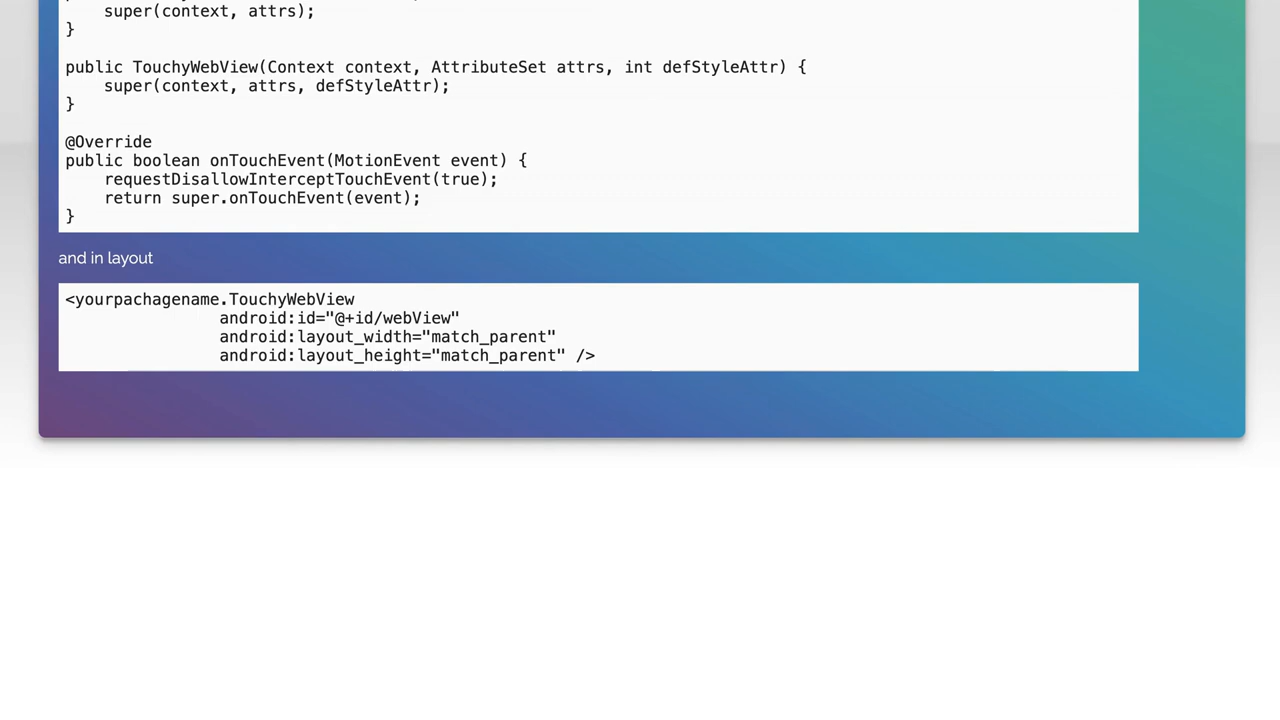 super(context, attrs);
}
public TouchyWebView(Context context, AttributeSet attrs, int defStyleAttr) {
super(context, attrs, defStyleAttr);
}
@Override
public boolean onTouchEvent(MotionEvent event) {
requestDisallowInterceptTouchEvent(true);
return super.onTouchEvent(event);
}
and in layout
<yourpachagename.TouchyWebView
android:id="@+id/webView"
android:layout_width="match_parent"
android:layout_height="match_parent" />